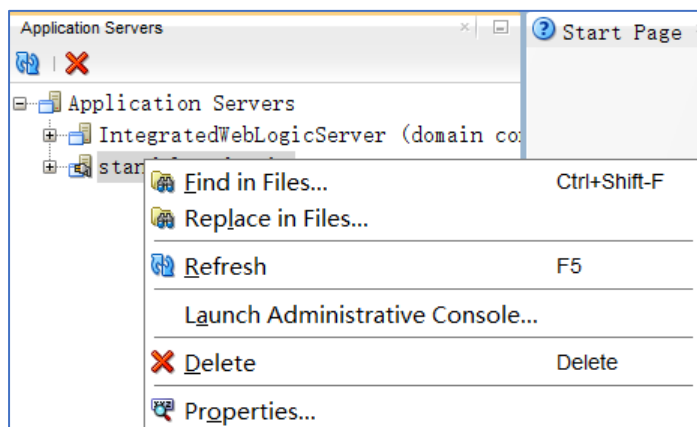 Application Servers
Start Page
Application Servers
IntegratedWebLogicServer (domain
Find in Files... Ctrl+Shift-F
Replace in Files...
Refresh F5
Launch Administrative Console...
Delete Delete
Properties...